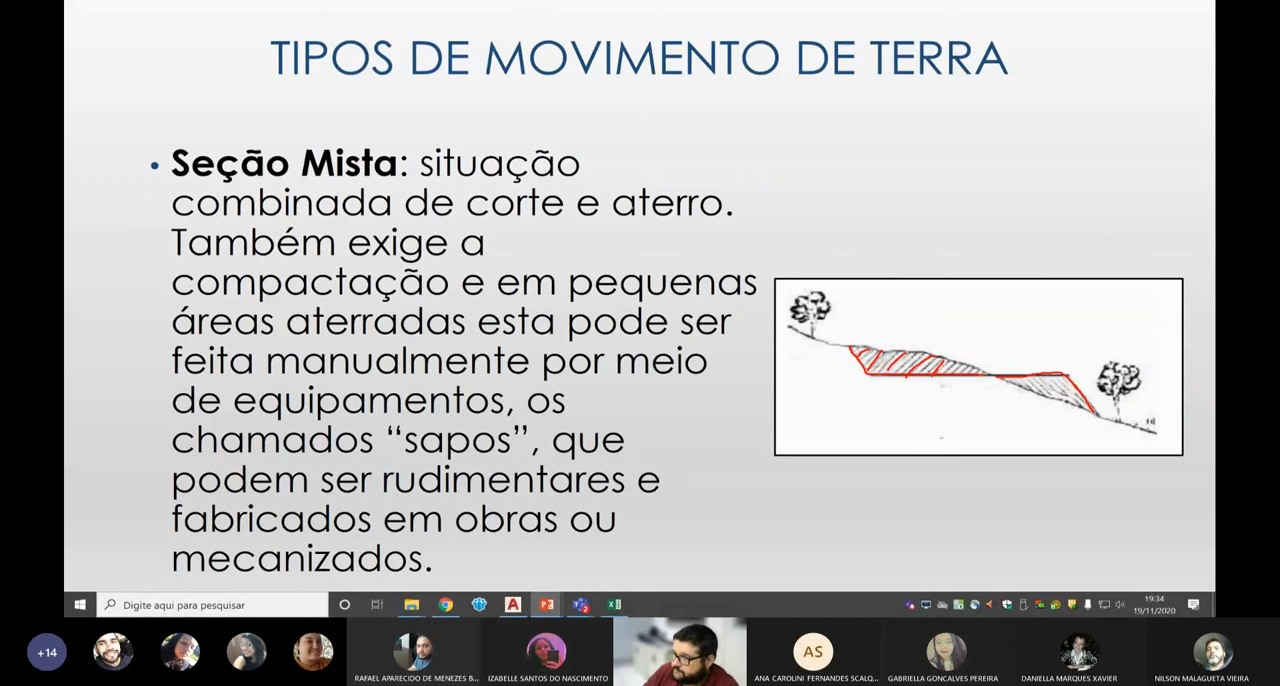 TIPOS DE MOVIMENTO DE TERRA
• Seção Mista: situação
combinada de corte e aterro.
Também exige a
compactação e em pequenas
áreas aterradas esta pode ser
feita manualmente por meio
de equipamentos, os
chamados “sapos”, que
podem ser rudimentares e
fabricados em obras ou
mecanizados.
Digite aqui para pesquisar
19:34
19/11/2020
+14
AS
RAFAEL APARECIDO DE MENEZES B...
IZABELLE SANTOS DO NASCIMENTO
ANA CAROLINI FERNANDES SCALQ...
GABRIELLA GONCALVES PEREIRA
DANIELLA MARQUES XAVIER
NILSON MALAGUETA VIEIRA